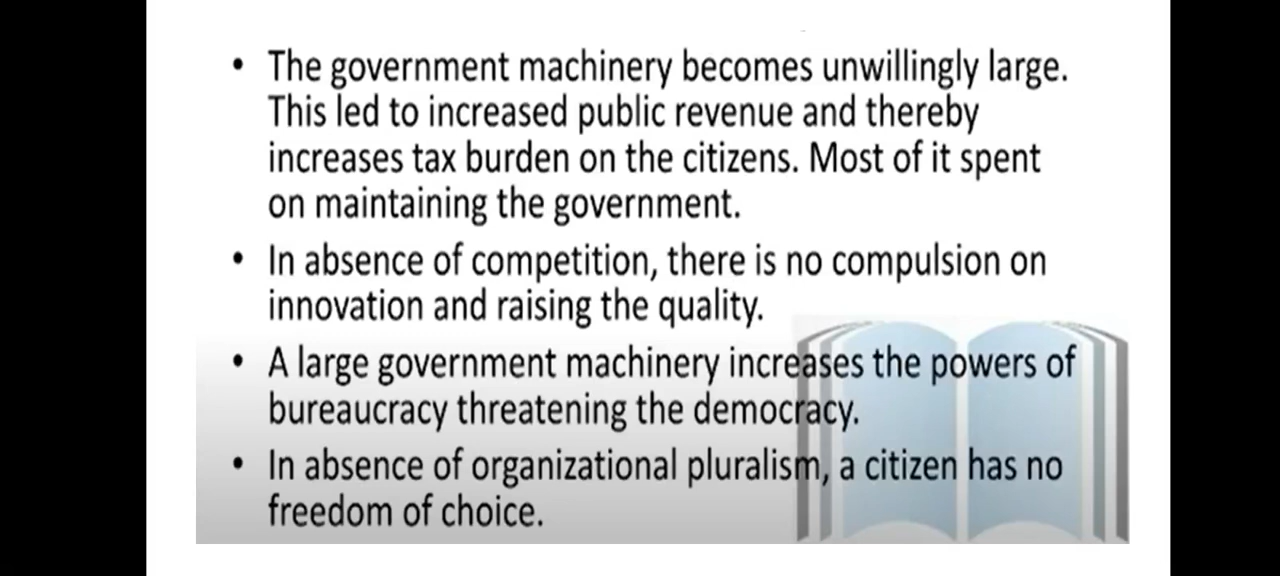 • The government machinery becomes unwillingly large.
This led to increased public revenue and thereby
increases tax burden on the citizens. Most of it spent
on maintaining the government.
• In absence of competition, there is no compulsion on
innovation and raising the quality.
• A large government machinery increases the powers of
bureaucracy threatening the democracy.
• In absence of organizational pluralism, a citizen has no
freedom of choice.